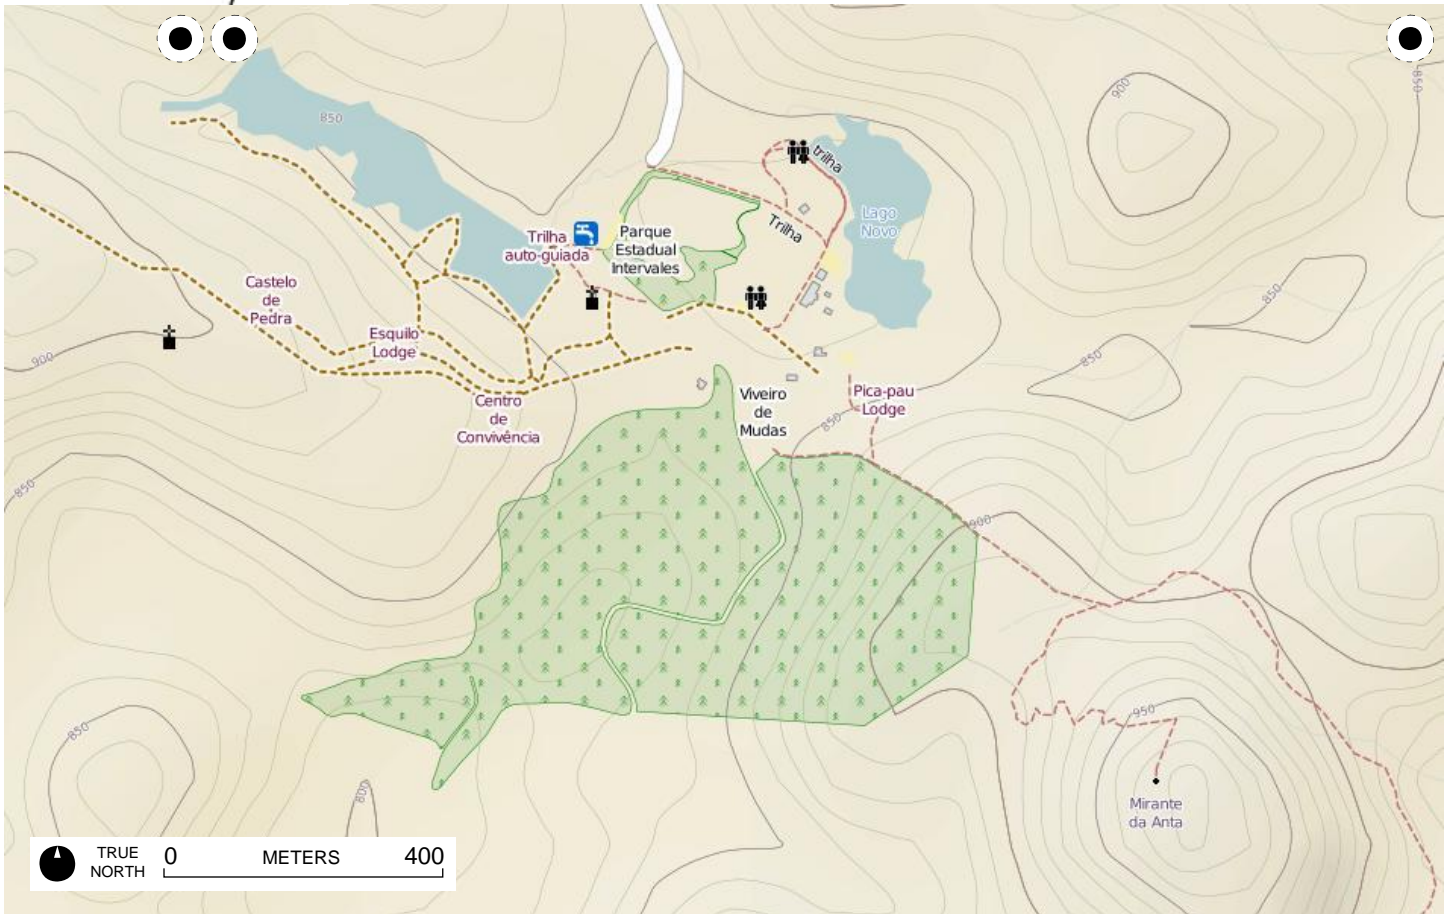 900
850
850
trilha
Lago
Novo
Trilha
Parque
Estadual
Intervales
Trilha
auto-guiada
Castelo
de
Pedra
850
Esquilo
Lodge
900
850
Centro
de
Convivência
Viveiro
de
Mudas
Pica-pau
Lodge
850
850
900
950
850
800
Mirante
da Anta
TRUE
NORTH
0 METERS 400